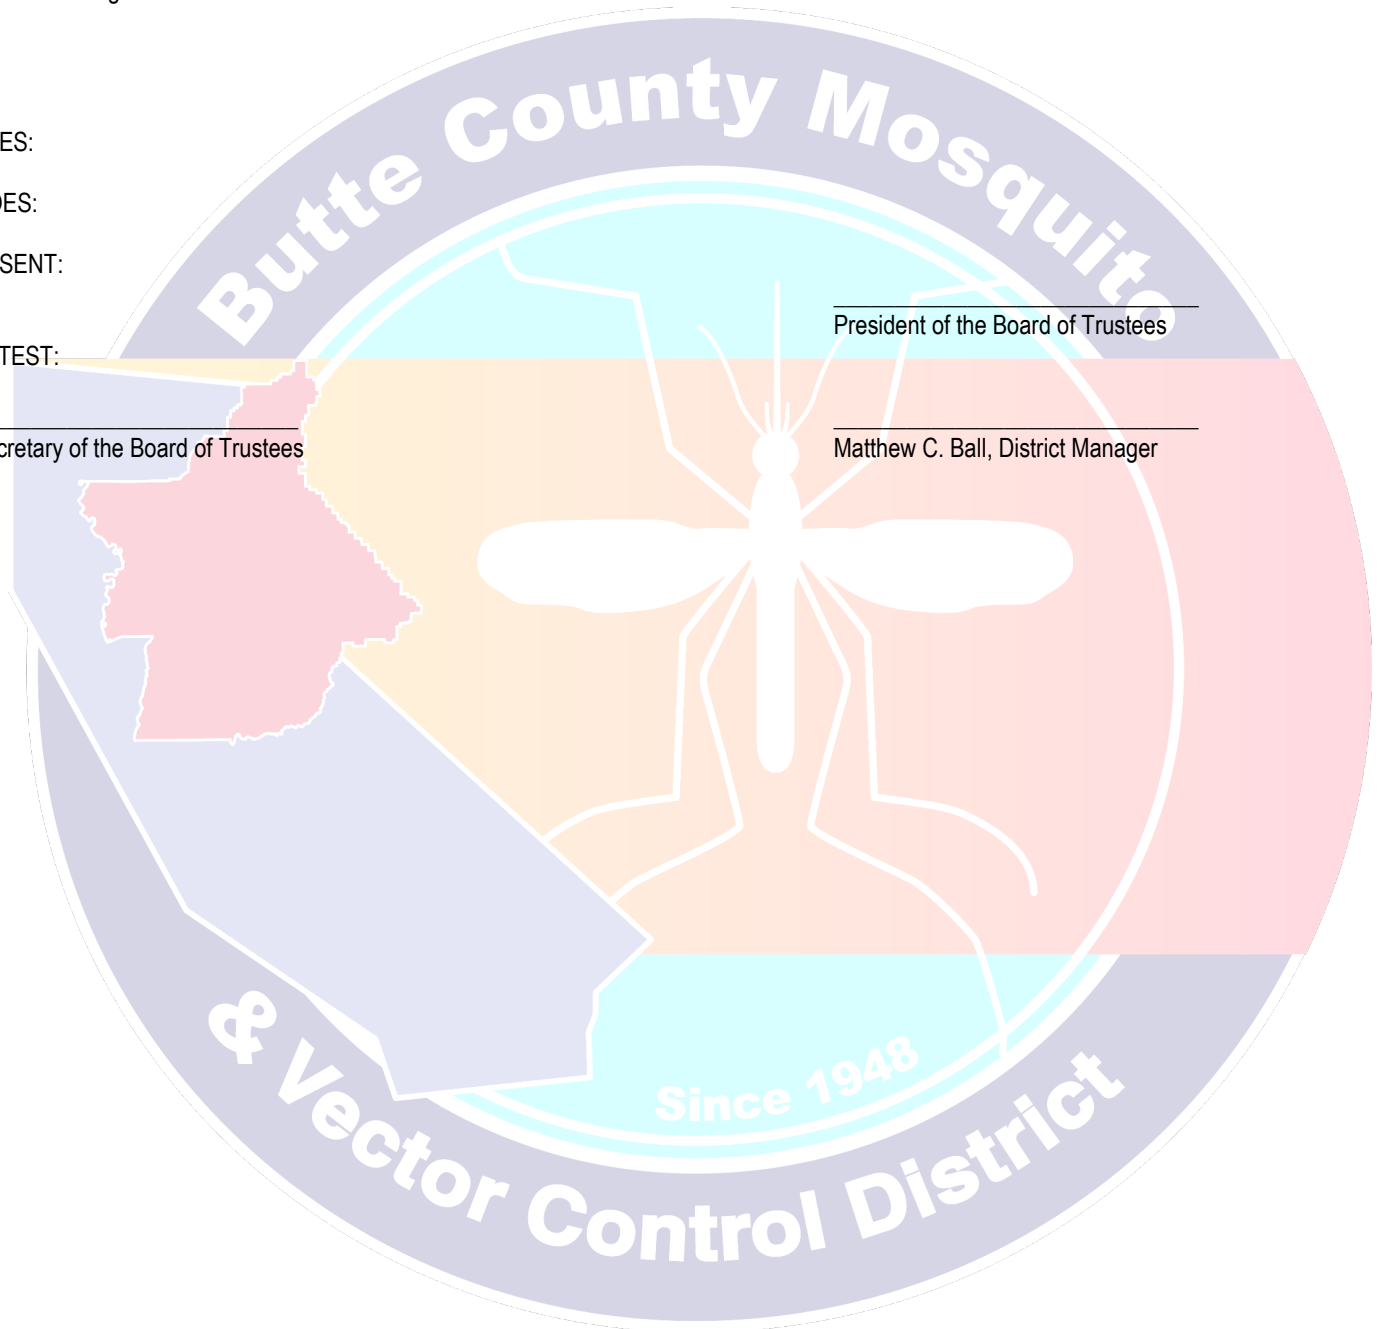 Butte County Mosquito
ES:
DES:
SENT:
President of the Board of Trustees
TEST:
cretary of the Board of Trustees
Matthew C. Ball, District Manager
Since 1948
& Vector Control District